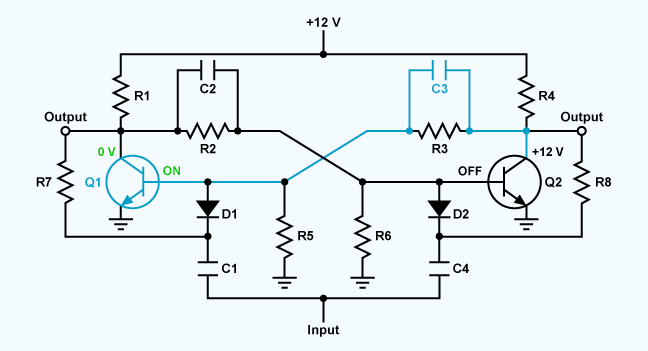 +12 V
C2
C3
R1
R4
Output
Output
R2
R3
0 V
+12 V
ON
OFF
R7
Q1
Q2
R8
D1
D2
R5
R6
C1
C4
Input